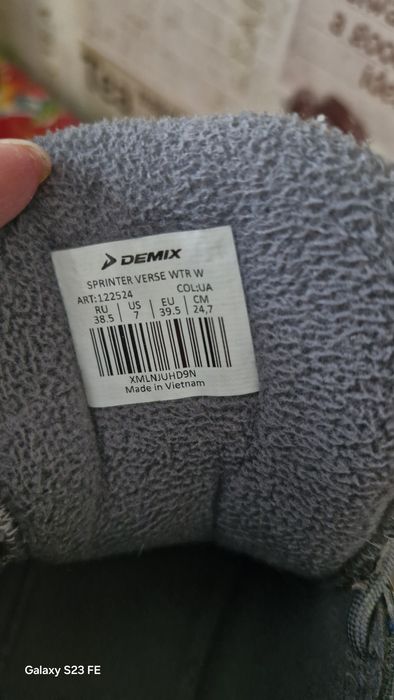 DEMIX
SPRINTER VERSE WTR W
ART:122524 COL:UA
RU US EU CM
38.5 7 39.5 24,7
XMLNJUHD9N
Made in Vietnam
Galaxy S23 FE